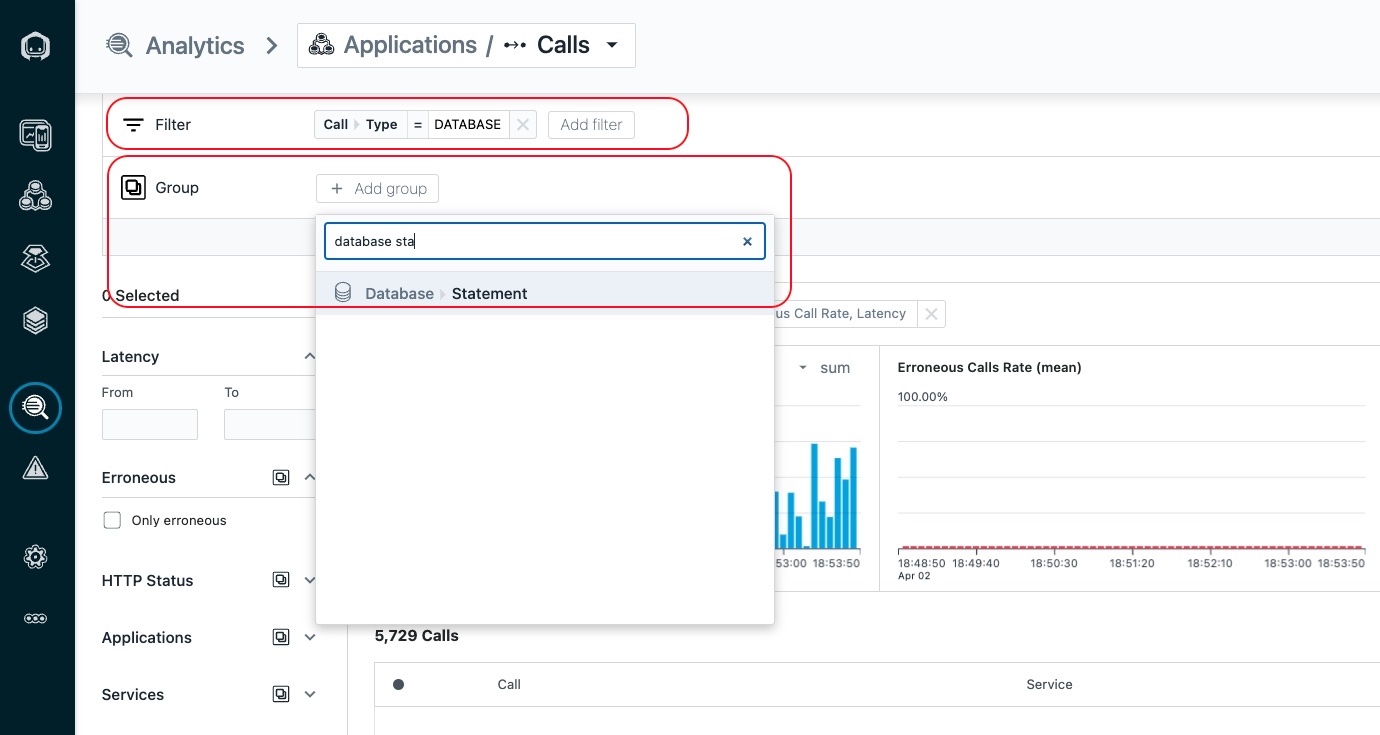 Analytics > Applications / Calls
Filter Call Type = DATABASE Add filter
Group + Add group
database sta
Database Statement
0 Selected
us Call Rate, Latency
Latency
sum
Erroneous Calls Rate (mean)
From To
100.00%
Erroneous
Only erroneous
53:00 18:53:50
18:48:50 18:49:40 18:50:30 18:51:20 18:52:10 18:53:00 18:53:50
Apr 02
HTTP Status
Applications
5,729 Calls
Services
Call Service